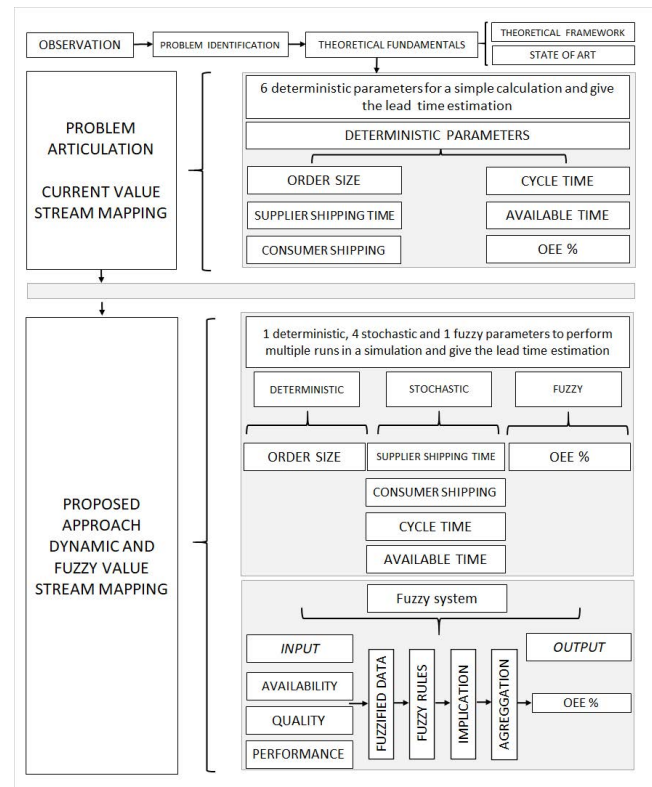 OBSERVATION
PROBLEM IDENTIFICATION
THEORETICAL FUNDAMENTALS
THEORETICAL FRAMEWORK
STATE OF ART
PROBLEM
ARTICULATION
CURRENT VALUE
STREAM MAPPING
6 deterministic parameters for a simple calculation and give
the lead time estimation
DETERMINISTIC PARAMETERS
ORDER SIZE
CYCLE TIME
SUPPLIER SHIPPING TIME
AVAILABLE TIME
CONSUMER SHIPPING
OEE %
PROPOSED
APPROACH
DYNAMIC AND
FUZZY VALUE
STREAM MAPPING
1 deterministic, 4 stochastic and 1 fuzzy parameters to perform
multiple runs in a simulation and give the lead time estimation
DETERMINISTIC
STOCHASTIC
FUZZY
ORDER SIZE
SUPPLIER SHIPPING TIME
OEE %
CONSUMER SHIPPING
CYCLE TIME
AVAILABLE TIME
Fuzzy system
INPUT
AVAILABILITY
QUALITY
PERFORMANCE
FUZZIFIED DATA
FUZZY RULES
IMPLICATION
AGREGGATION
OUTPUT
OEE %